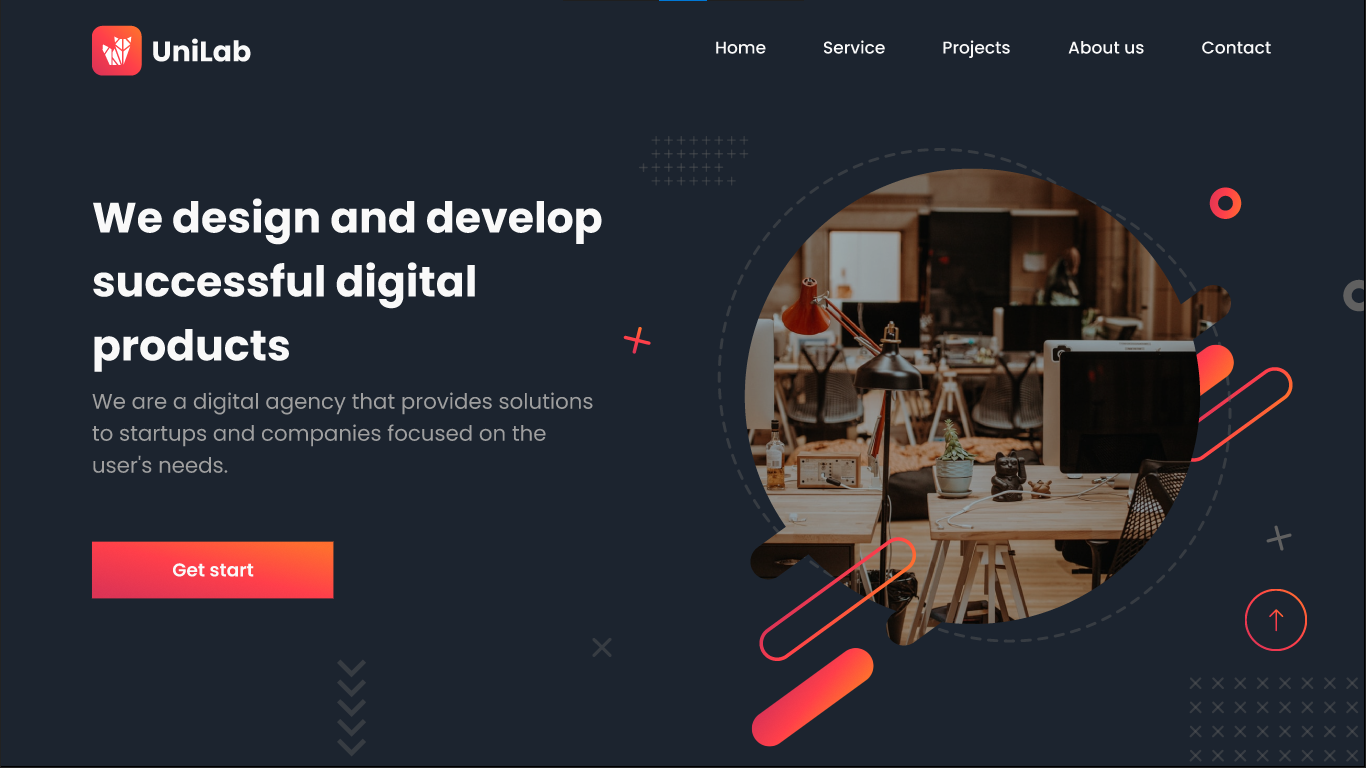 UniLab
Home
Service
Projects
About us
Contact
We design and develop
successful digital
products
We are a digital agency that provides solutions
to startups and companies focused on the
user's needs.
Get start